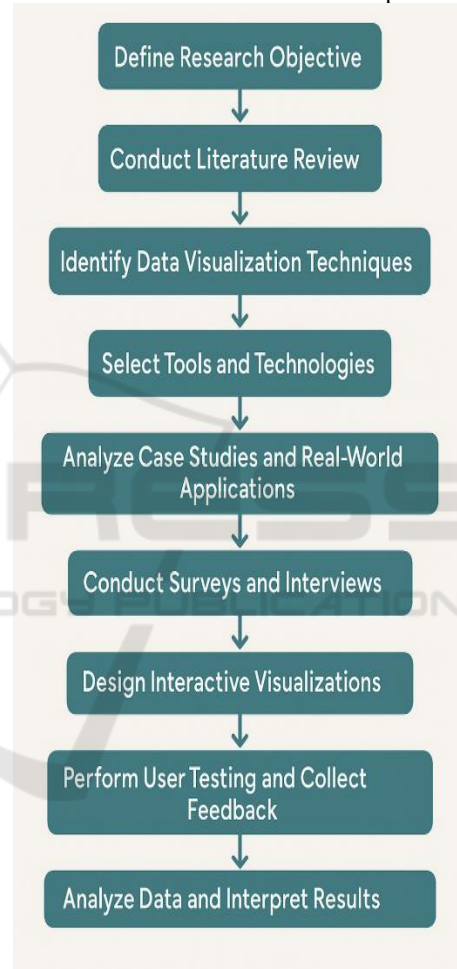 Define Research Objective
Conduct Literature Review
Identify Data Visualization Techniques
Select Tools and Technologies
Analyze Case Studies and Real-World
Applications
Conduct Surveys and Interviews
Design Interactive Visualizations
Perform User Testing and Collect
Feedback
Analyze Data and Interpret Results